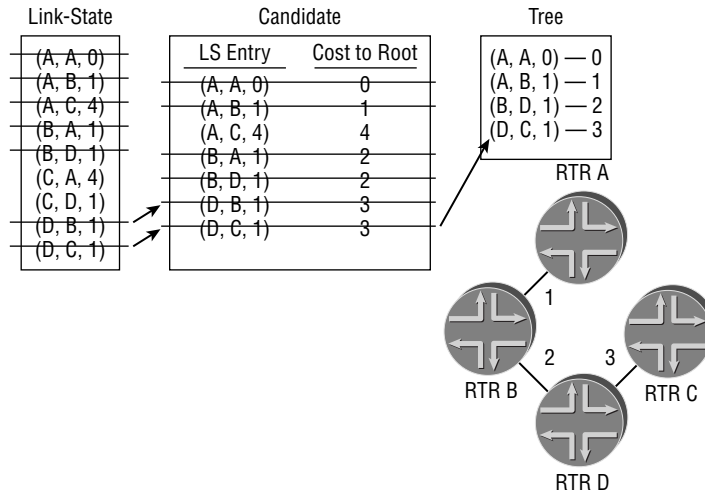 Link-State
(A, A, 0)
(A, B, 1)
(A, C, 4)
(B, A, 1)
(B, D, 1)
(C, A, 4)
(C, D, 1)
(D, B, 1)
(D, C, 1)
Candidate
LS Entry Cost to Root
(A, A, 0) 0
(A, B, 1) 1
(A, C, 4) 4
(B, A, 1) 2
(B, D, 1) 2
(D, B, 1) 3
(D, C, 1) 3
Tree
(A, A, 0) — 0
(A, B, 1) — 1
(B, D, 1) — 2
(D, C, 1) — 3
RTR A
1
2
3
RTR B
RTR C
RTR D